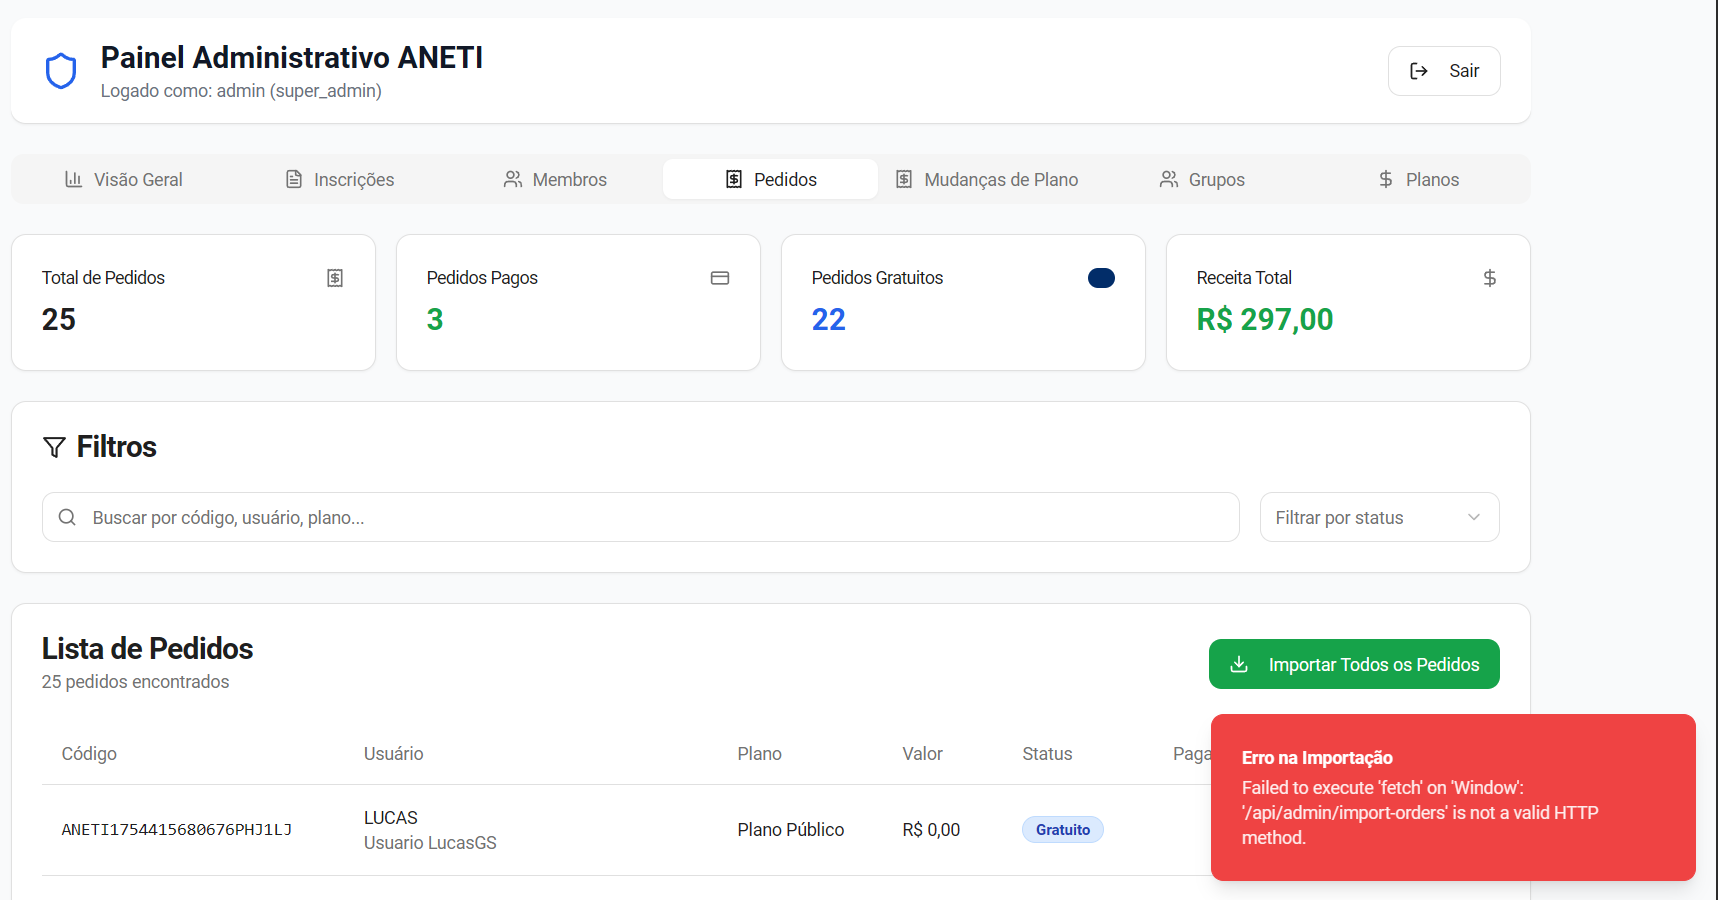 Painel Administrativo ANETI
Logado como: admin (super_admin)
Sair
Visão Geral
Inscrições
Membros
Pedidos
Mudanças de Plano
Grupos
Planos
Total de Pedidos
25
Pedidos Pagos
3
Pedidos Gratuitos
22
Receita Total
R$ 297,00
Filtros
Buscar por código, usuário, plano...
Filtrar por status
Lista de Pedidos
25 pedidos encontrados
Importar Todos os Pedidos
Código Usuário Plano Valor Status Paga
ANETI1754415680676PHJ1LJ
LUCAS
Usuario LucasGS
Plano Público
R$ 0,00
Gratuito
Erro na Importação
Failed to execute 'fetch' on 'Window':
'/api/admin/import-orders' is not a valid HTTP
method.